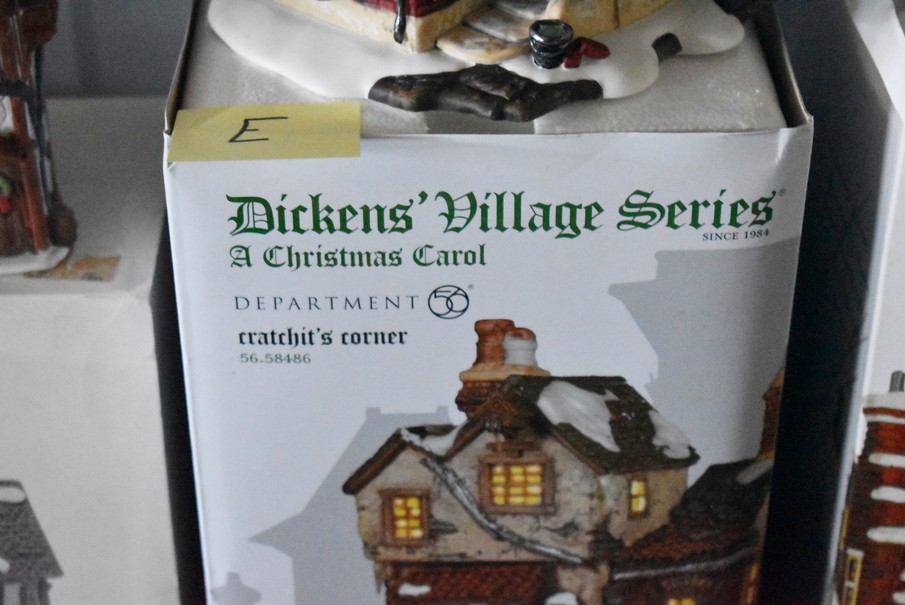 E
Dickens' Village Series®
SINCE 1984
A Christmas Carol
DEPARTMENT 56®
cratchit's corner
56.58486